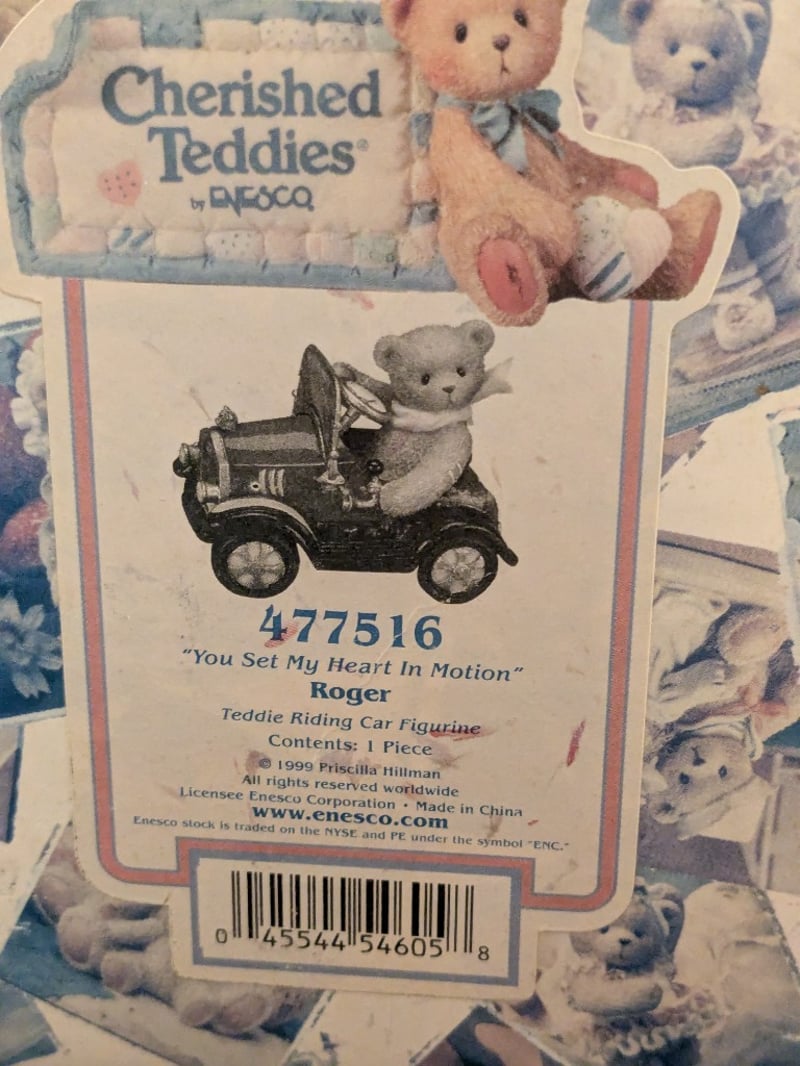 Cherished
Teddies®
by ENESCO
477516
"You Set My Heart In Motion"
Roger
Teddie Riding Car Figurine
Contents: 1 Piece
© 1999 Priscilla Hillman
All rights reserved worldwide
Licensee Enesco Corporation • Made in China
www.enesco.com
Enesco stock is traded on the NYSE and PE under the symbol "ENC."
0 45544 54605 8